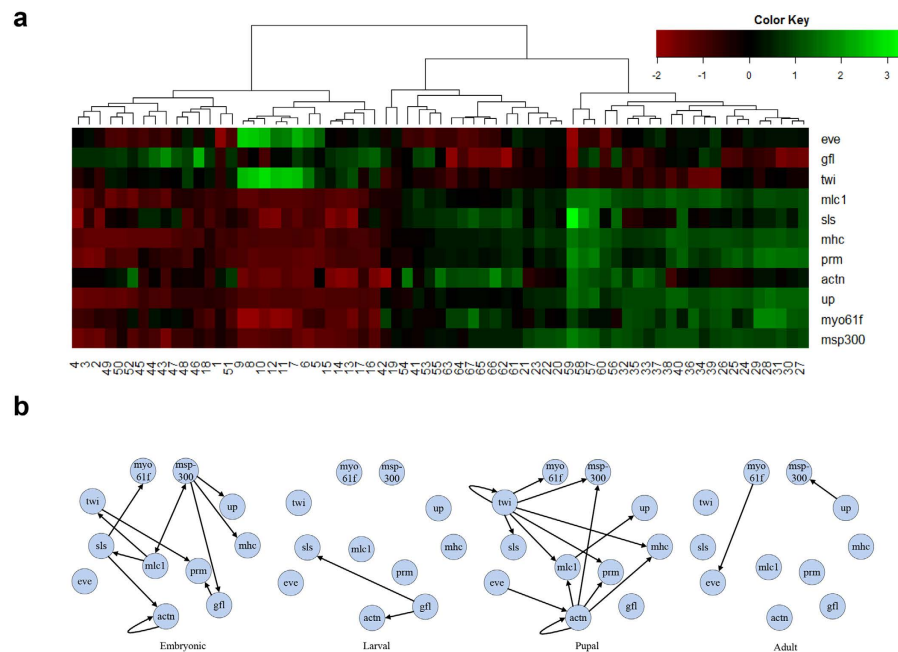 a
Color Key
-2 -1 0 1 2 3
eve
gfl
twi
mlc1
sls
mhc
prm
actn
up
myo61f
msp300
4 3 2 49 50 52 45 44 43 47 48 46 18 1 51 9 8 10 12 11 7 6 5 15 14 13 17 16 42 19 54 41 53 55 63 64 67 65 66 62 61 21 23 22 20 59 58 57 60 56 32 35 33 37 38 40 36 34 39 26 25 24 29 28 31 30 27
b
myo
61f
msp-
300
twi
up
sls
mlc1
mhc
prm
eve
gfl
actn
Embryonic
myo
61f
msp-
300
twi
up
sls
mlc1
mhc
prm
eve
gfl
actn
Larval
myo
61f
msp-
300
twi
up
sls
mlc1
mhc
prm
eve
gfl
actn
Pupal
myo
61f
msp-
300
twi
up
sls
mlc1
mhc
prm
eve
gfl
actn
Adult